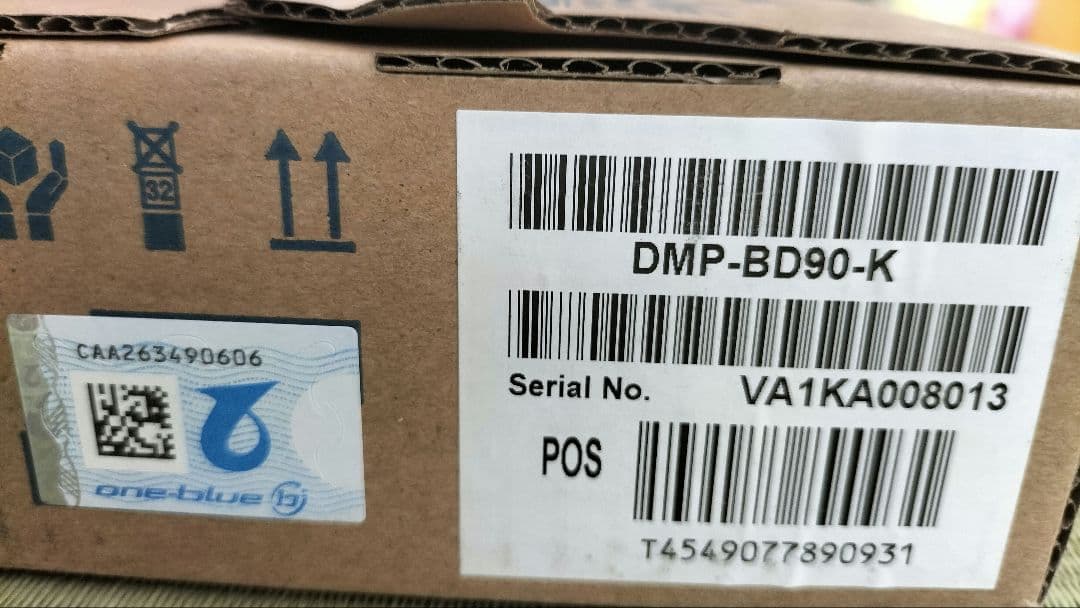 32
DMP-BD90-K
Serial No. VA1KA008013
POS
T4549077890931
CAA263490606
one-blue